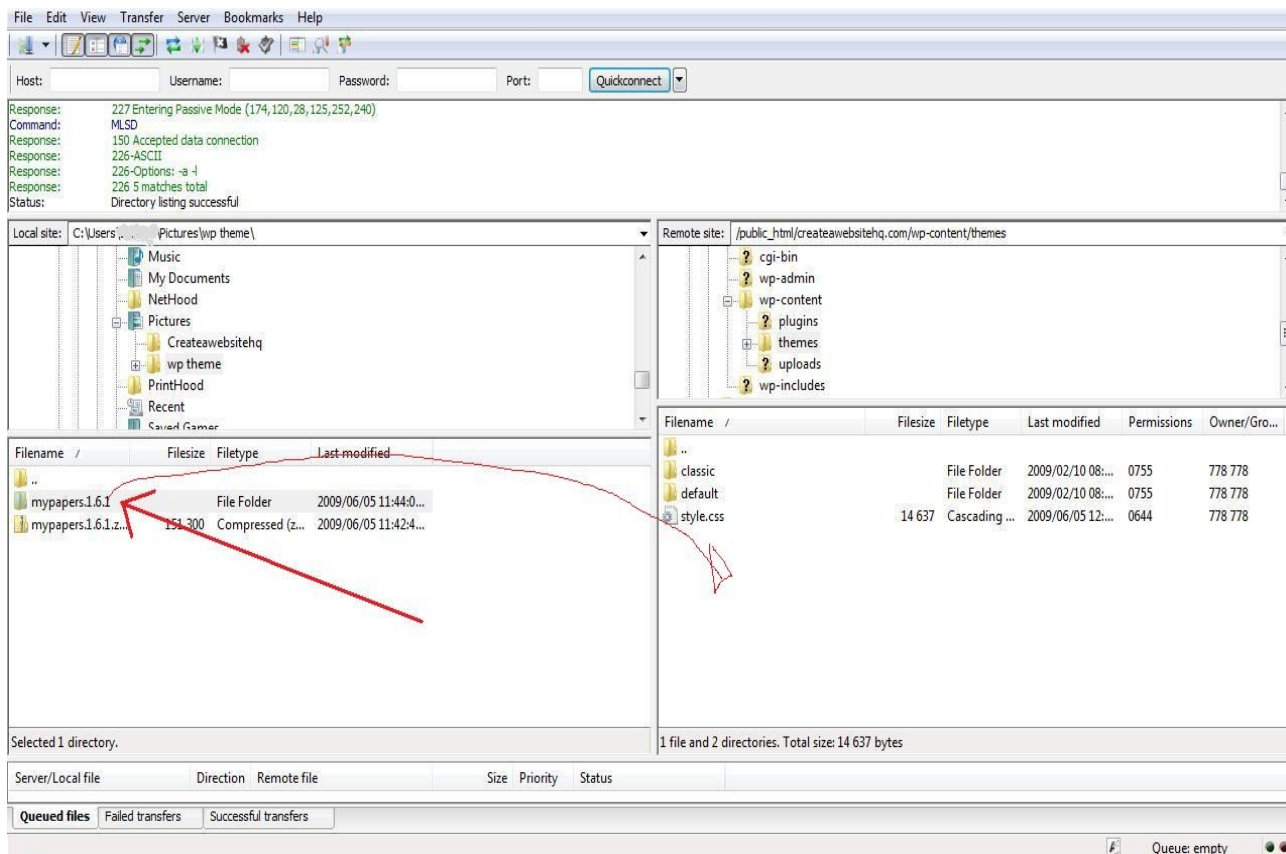 File Edit View Transfer Server Bookmarks Help
Host: Username: Password: Port: Quickconnect
Response: 227 Entering Passive Mode (174,120,28,125,252,240)
Command: MLSD
Response: 150 Accepted data connection
Response: 226-ASCII
Response: 226-Options: -a -l
Response: 226 5 matches total
Status: Directory listing successful
Local site: C:\Users\ \Pictures\wp theme\
Music
My Documents
NetHood
Pictures
Createawebsitehq
wp theme
PrintHood
Recent
Saved Games
Filename / Filesize Filetype Last modified
..
mypapers.1.6.1 File Folder 2009/06/05 11:44:0...
mypapers.1.6.1.z... 151 300 Compressed (z... 2009/06/05 11:42:4...
Selected 1 directory.
Remote site: /public_html/createawebsitehq.com/wp-content/themes
? cgi-bin
? wp-admin
wp-content
? plugins
themes
? uploads
? wp-includes
Filename / Filesize Filetype Last modified Permissions Owner/Gro...
..
classic File Folder 2009/02/10 08:... 0755 778 778
default File Folder 2009/02/10 08:... 0755 778 778
style.css 14 637 Cascading ... 2009/06/05 12:... 0644 778 778
1 file and 2 directories. Total size: 14 637 bytes
Server/Local file Direction Remote file Size Priority Status
Queued files Failed transfers Successful transfers
Queue: empty